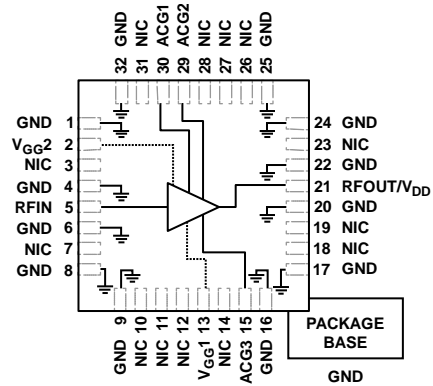 GND
NIC
ACG1
ACG2
NIC
NIC
NIC
GND
32
31
30
29
28
27
26
25
GND 1
VGG2 2
NIC 3
GND 4
RFIN 5
GND 6
NIC 7
GND 8
24 GND
23 NIC
22 GND
21 RFOUT/VDD
20 GND
19 NIC
18 NIC
17 GND
9
10
11
12
13
14
15
16
GND
NIC
NIC
NIC
VGG1
NIC
ACG3
GND
PACKAGE
BASE
GND